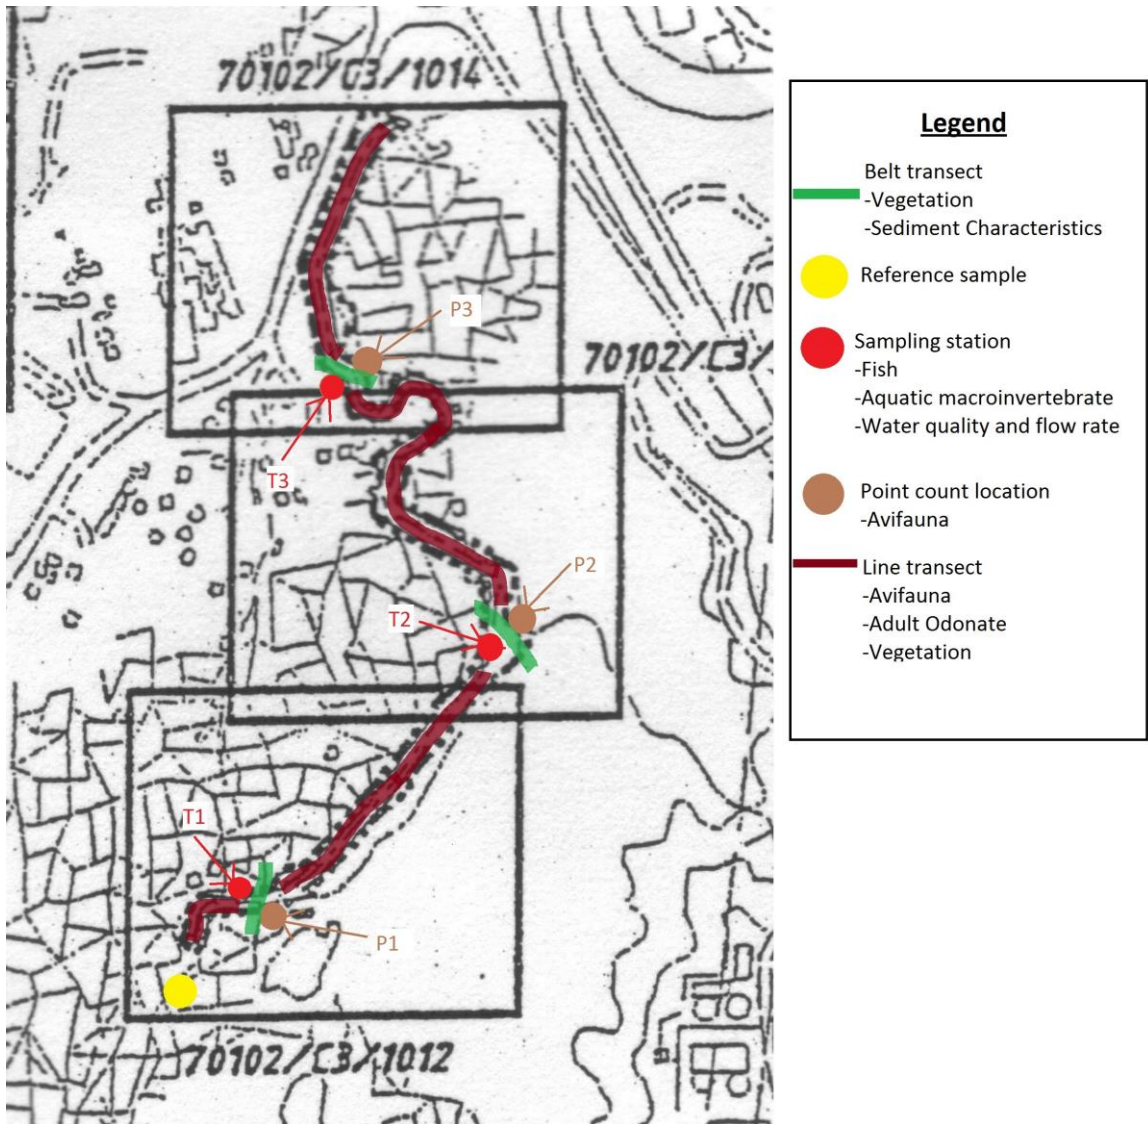 70102/C3/1014
P3
70102/C3/
T3
P2
T2
T1
P1
70102/C3/1012
Legend
Belt transect
-Vegetation
-Sediment Characteristics
Reference sample
Sampling station
-Fish
-Aquatic macroinvertebrate
-Water quality and flow rate
Point count location
-Avifauna
Line transect
-Avifauna
-Adult Odonate
-Vegetation